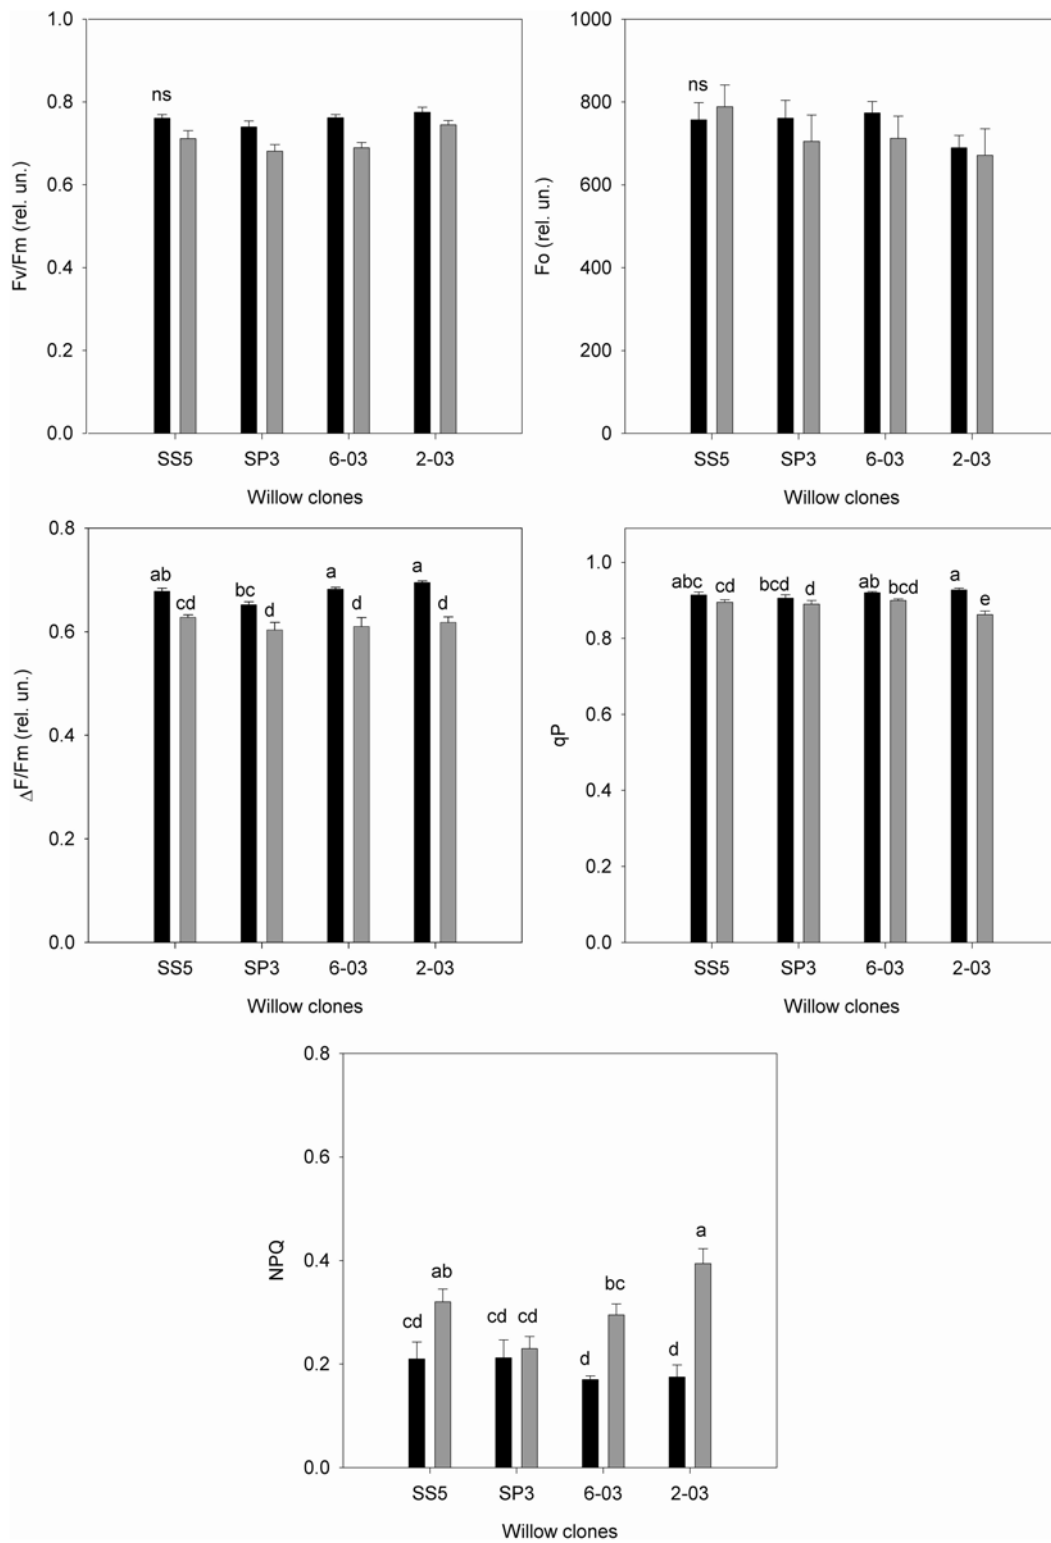 1.0
0.8
0.6
0.4
0.2
0.0
Fv/Fm (rel. un.)
ns
SS5 SP3 6-03 2-03
Willow clones
1000
800
600
400
200
0
Fo (rel. un.)
ns
SS5 SP3 6-03 2-03
Willow clones
0.8
0.6
0.4
0.2
0.0
ΔF/Fm (rel. un.)
ab cd bc d a d a d
SS5 SP3 6-03 2-03
Willow clones
1.0
0.8
0.6
0.4
0.2
0.0
qP
abc cd bcd d ab bcd a e
SS5 SP3 6-03 2-03
Willow clones
0.8
0.6
0.4
0.2
0.0
NPQ
cd ab cd cd d bc d a
SS5 SP3 6-03 2-03
Willow clones